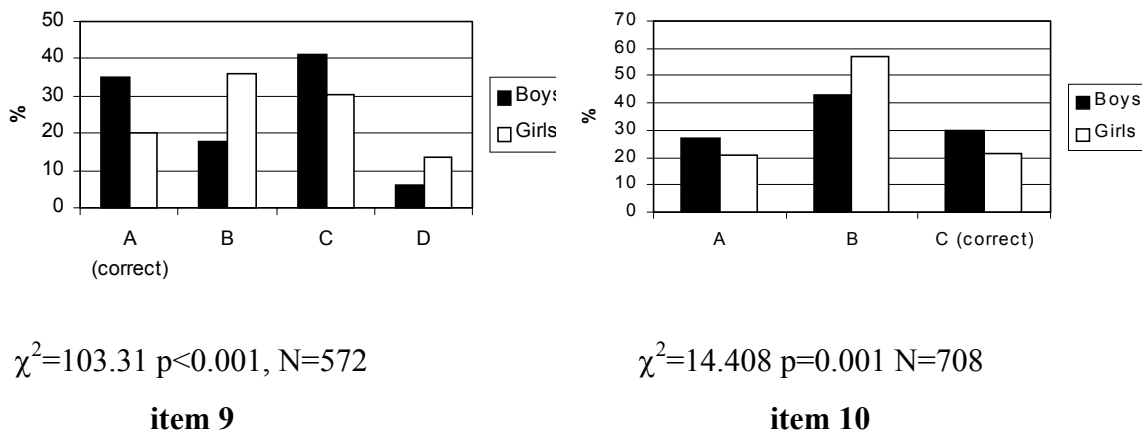 50
40
30
20
10
0
%
A
(correct)
B
C
D
Boys
Girls
70
60
50
40
30
20
10
0
%
A
B
C (correct)
Boys
Girls
χ²=103.31 p<0.001, N=572
χ²=14.408 p=0.001 N=708
item 9
item 10